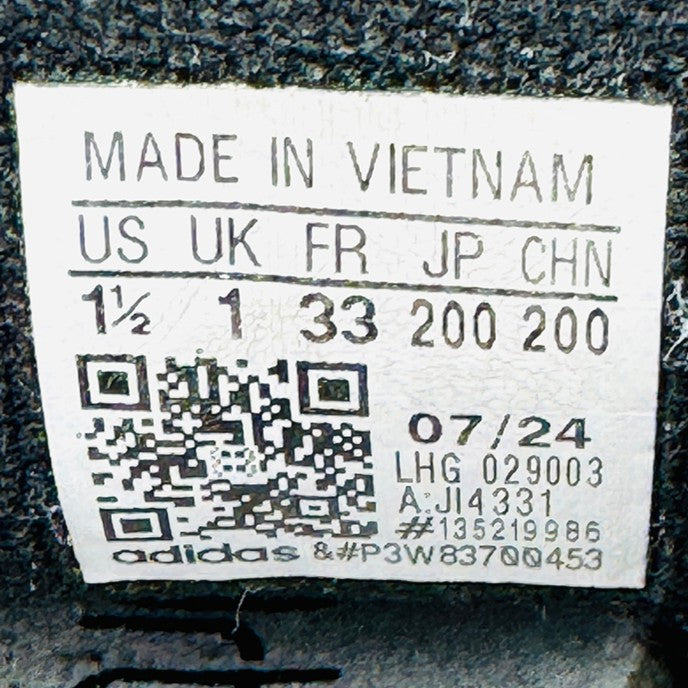 MADE IN VIETNAM
US UK FR JP CHN
1½ 1 33 200 200
07/24
LHG 029003
A:JI4331
#135219986
adidas &#P3W83700453